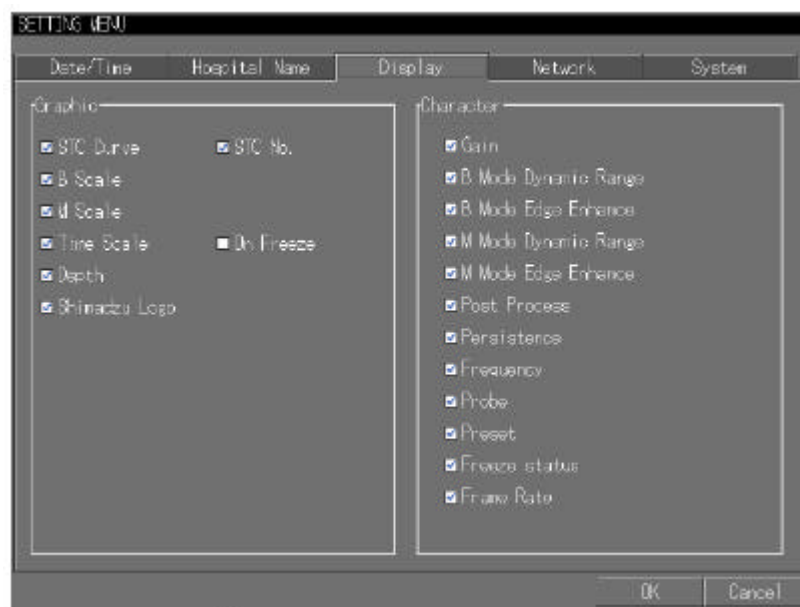 SETTING MENU
Date/Time Hospital Name Display Network System
Graphic
STC Curve STC No.
B Scale
M Scale
Time Scale On Freeze
Depth
Shimadzu Logo
Character
Gain
B Mode Dynamic Range
B Mode Edge Enhance
M Mode Dynamic Range
M Mode Edge Enhance
Post Process
Persistence
Frequency
Probe
Preset
Freeze status
Frame Rate
OK Cancel